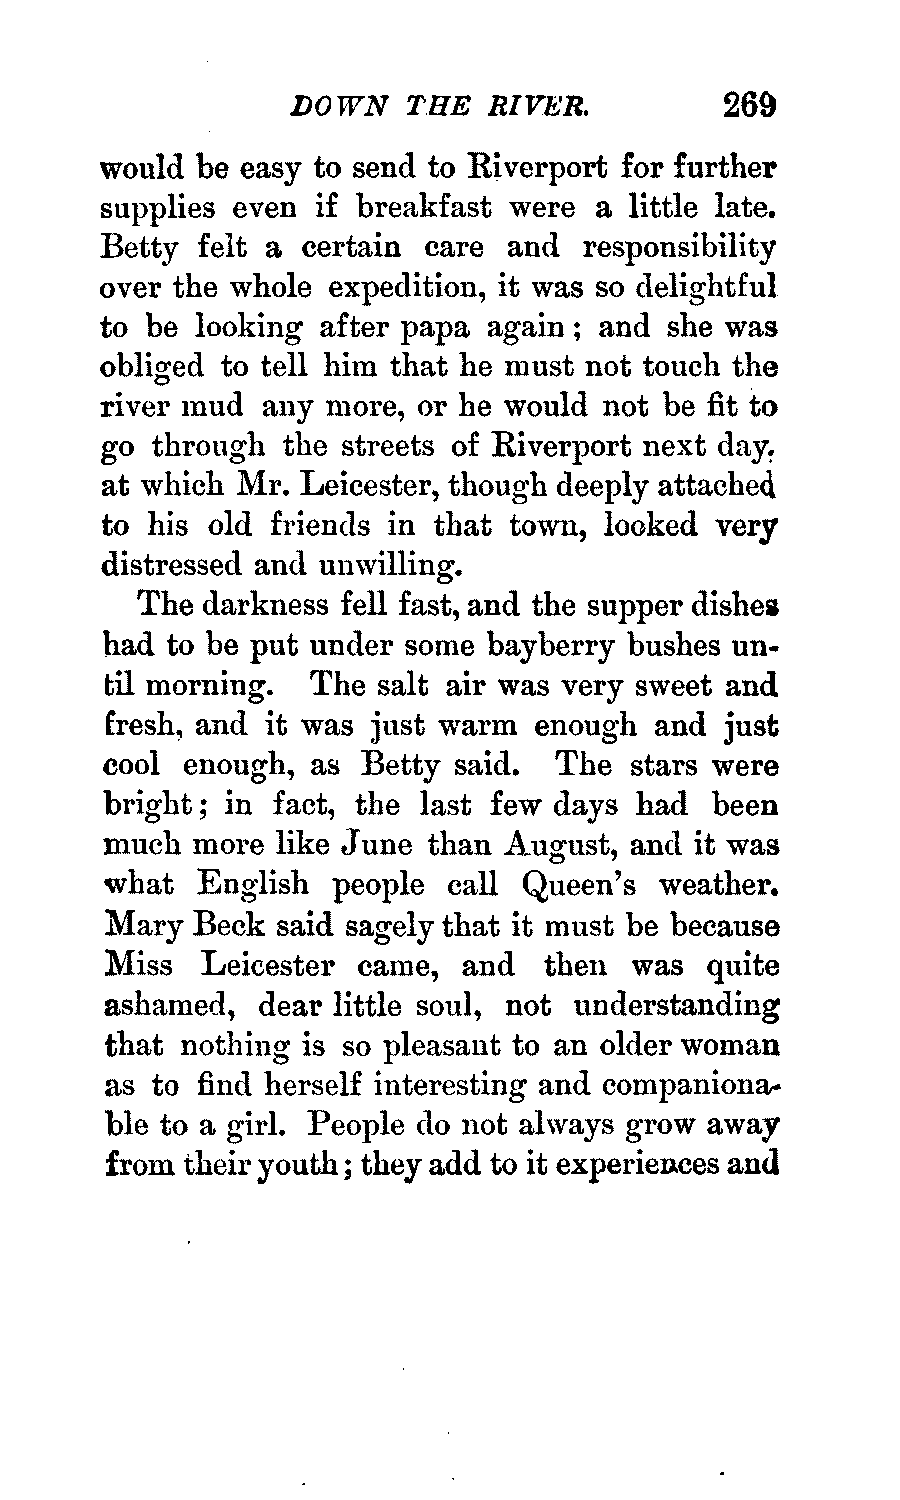 DOWN THE RIVER. 269
would be easy to send to Riverport for further
supplies even if breakfast were a little late.
Betty felt a certain care and responsibility
over the whole expedition, it was so delightful
to be looking after papa again; and she was
obliged to tell him that he must not touch the
river mud any more, or he would not be fit to
go through the streets of Riverport next day,
at which Mr. Leicester, though deeply attached
to his old friends in that town, looked very
distressed and unwilling.
The darkness fell fast, and the supper dishes
had to be put under some bayberry bushes un-
til morning. The salt air was very sweet and
fresh, and it was just warm enough and just
cool enough, as Betty said. The stars were
bright; in fact, the last few days had been
much more like June than August, and it was
what English people call Queen's weather.
Mary Beck said sagely that it must be because
Miss Leicester came, and then was quite
ashamed, dear little soul, not understanding
that nothing is so pleasant to an older woman
as to find herself interesting and companiona-
ble to a girl. People do not always grow away
from their youth; they add to it experiences and